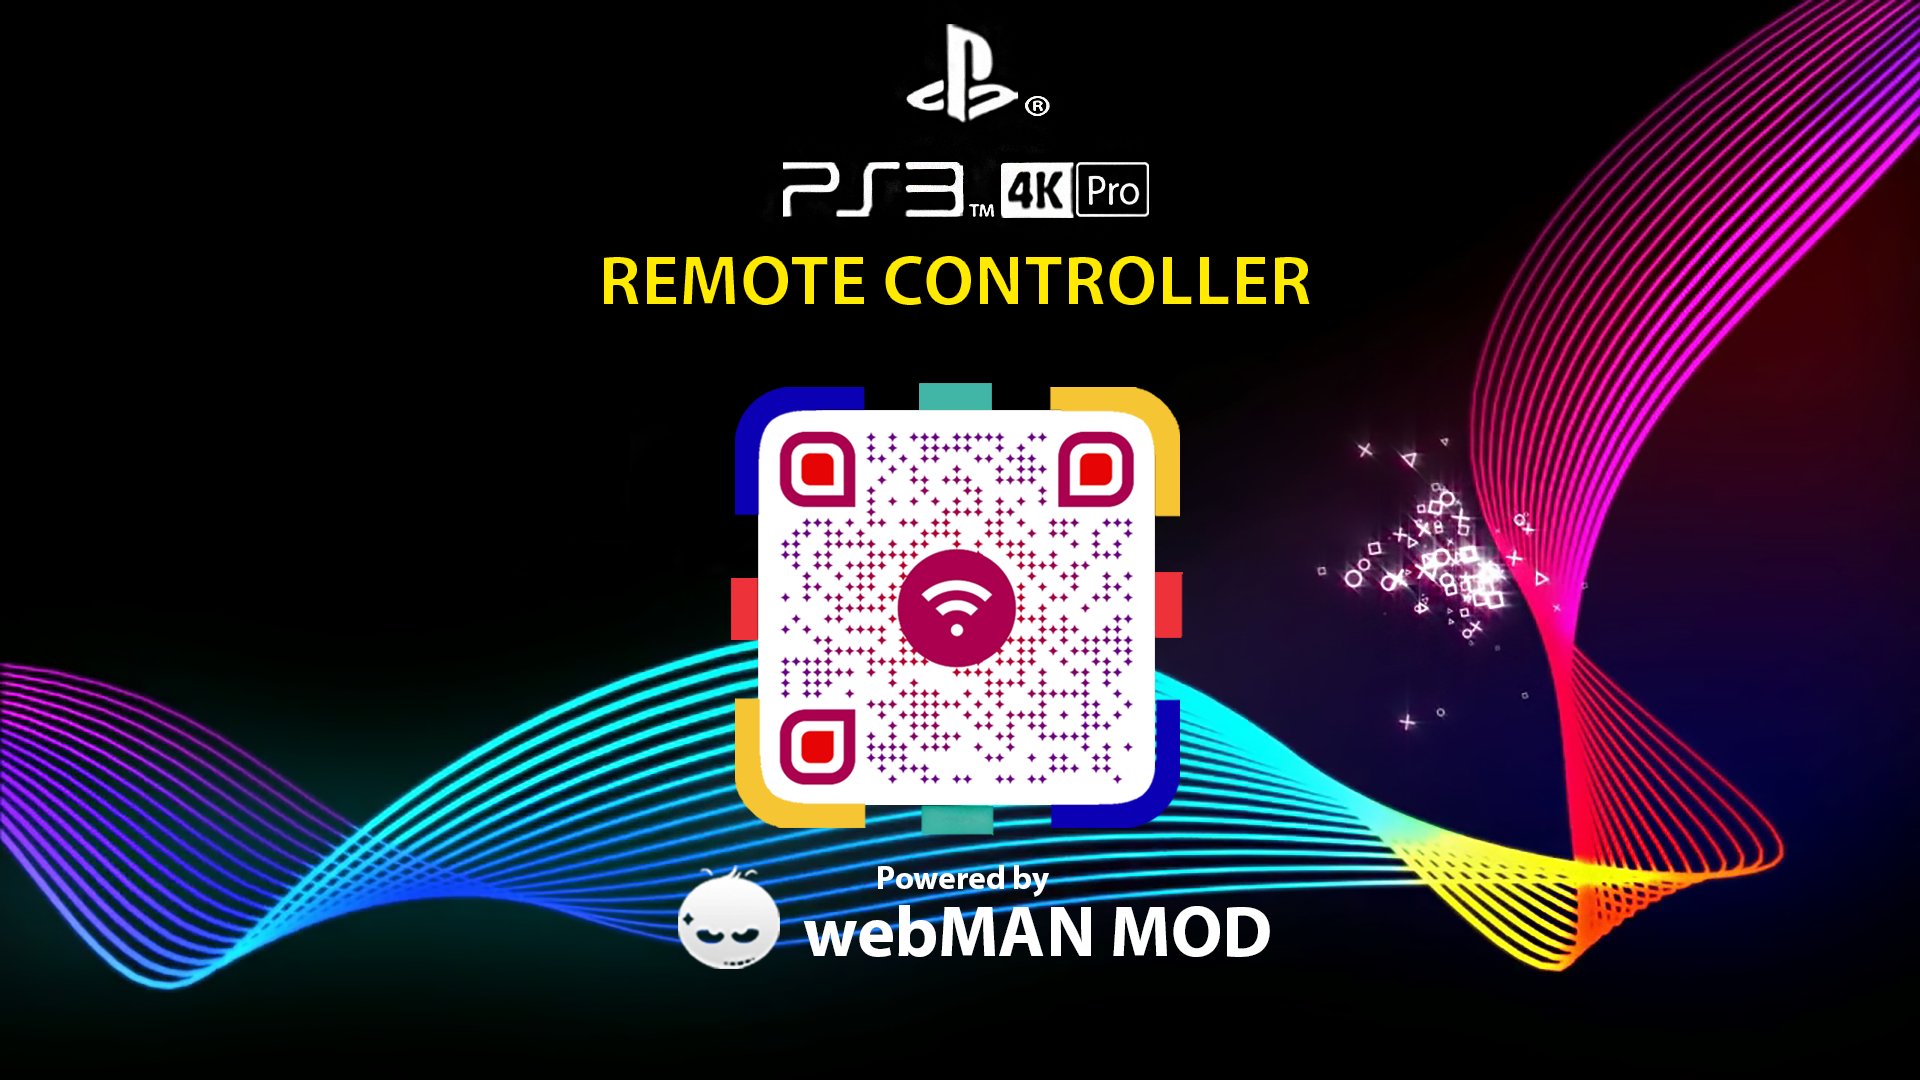 ®
PS3™ 4K Pro
REMOTE CONTROLLER
Powered by
webMAN MOD